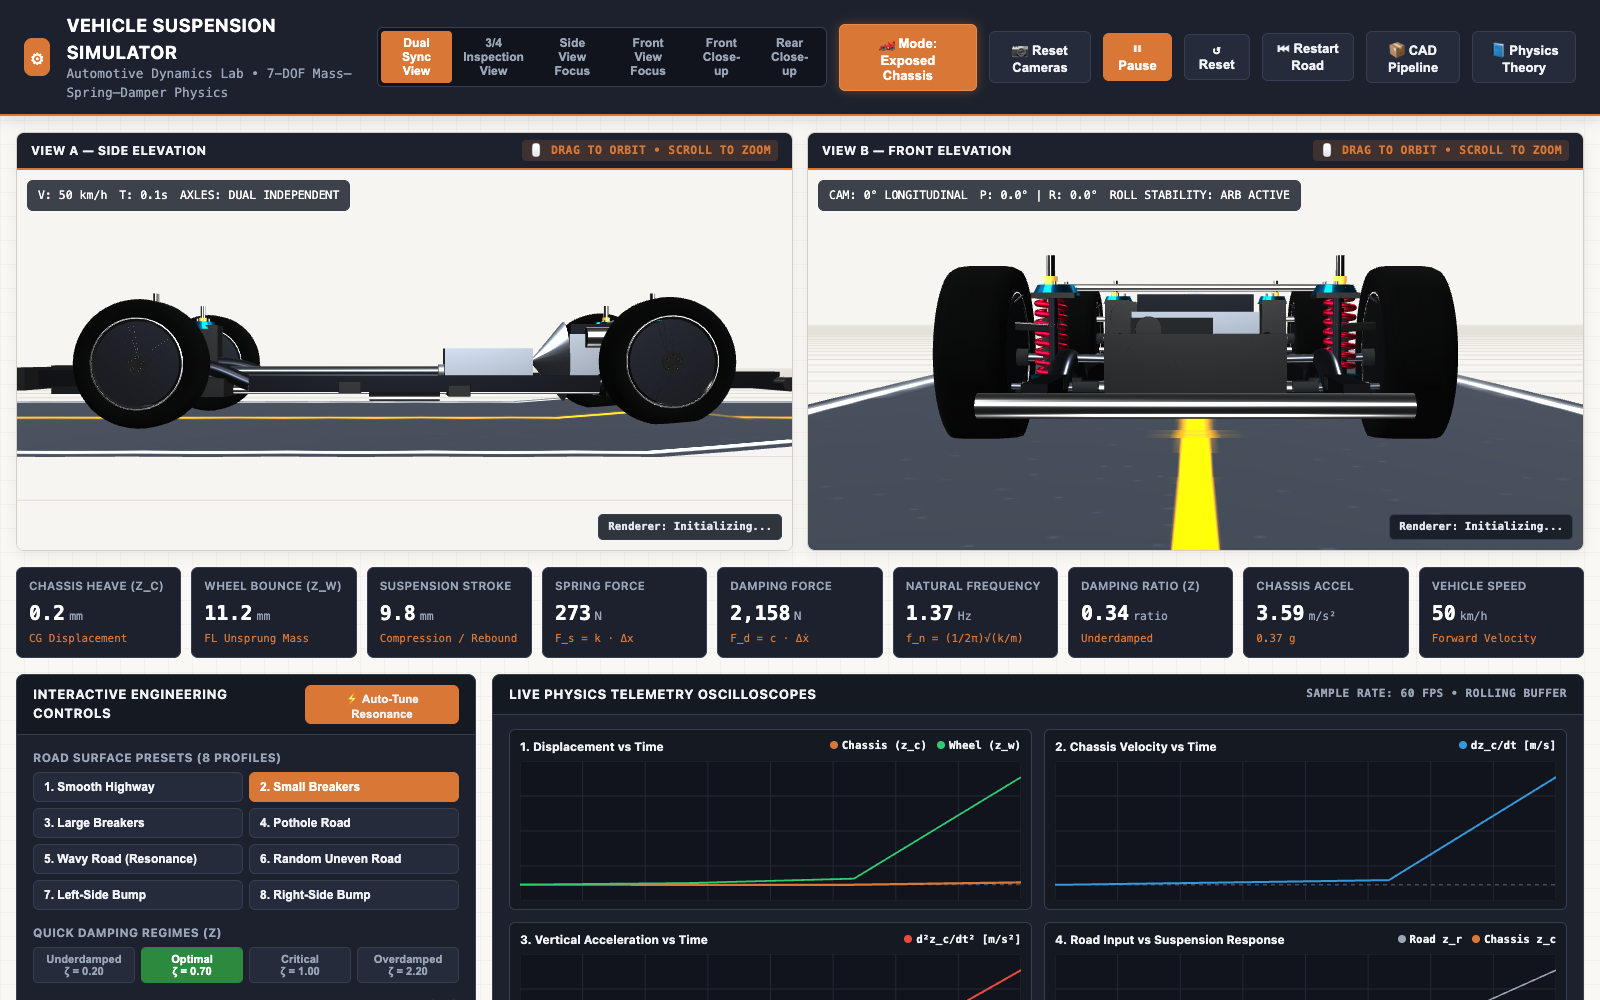 VEHICLE SUSPENSION
SIMULATOR
Automotive Dynamics Lab • 7-DOF Mass–
Spring–Damper Physics
Dual
Sync
View
3/4
Inspection
View
Side
View
Focus
Front
View
Focus
Front
Close-
up
Rear
Close-
up
Mode:
Exposed
Chassis
Reset
Cameras
Pause
↺
Reset
Restart
Road
CAD
Pipeline
Physics
Theory
VIEW A — SIDE ELEVATION
DRAG TO ORBIT • SCROLL TO ZOOM
V: 50 km/h T: 0.1s AXLES: DUAL INDEPENDENT
Renderer: Initializing...
VIEW B — FRONT ELEVATION
DRAG TO ORBIT • SCROLL TO ZOOM
CAM: 0° LONGITUDINAL P: 0.0° | R: 0.0° ROLL STABILITY: ARB ACTIVE
Renderer: Initializing...
CHASSIS HEAVE (Z_C)
0.2 mm
CG Displacement
WHEEL BOUNCE (Z_W)
11.2 mm
FL Unsprung Mass
SUSPENSION STROKE
9.8 mm
Compression / Rebound
SPRING FORCE
273 N
F_s = k · Δx
DAMPING FORCE
2,158 N
F_d = c · Δẋ
NATURAL FREQUENCY
1.37 Hz
f_n = (1/2π)√(k/m)
DAMPING RATIO (Z)
0.34 ratio
Underdamped
CHASSIS ACCEL
3.59 m/s²
0.37 g
VEHICLE SPEED
50 km/h
Forward Velocity
INTERACTIVE ENGINEERING
CONTROLS
⚡ Auto-Tune
Resonance
ROAD SURFACE PRESETS (8 PROFILES)
1. Smooth Highway
2. Small Breakers
3. Large Breakers
4. Pothole Road
5. Wavy Road (Resonance)
6. Random Uneven Road
7. Left-Side Bump
8. Right-Side Bump
QUICK DAMPING REGIMES (Z)
Underdamped
ζ = 0.20
Optimal
ζ = 0.70
Critical
ζ = 1.00
Overdamped
ζ = 2.20
LIVE PHYSICS TELEMETRY OSCILLOSCOPES
SAMPLE RATE: 60 FPS • ROLLING BUFFER
1. Displacement vs Time
Chassis (z_c) Wheel (z_w)
2. Chassis Velocity vs Time
dz_c/dt [m/s]
3. Vertical Acceleration vs Time
d²z_c/dt² [m/s²]
4. Road Input vs Suspension Response
Road z_r Chassis z_c